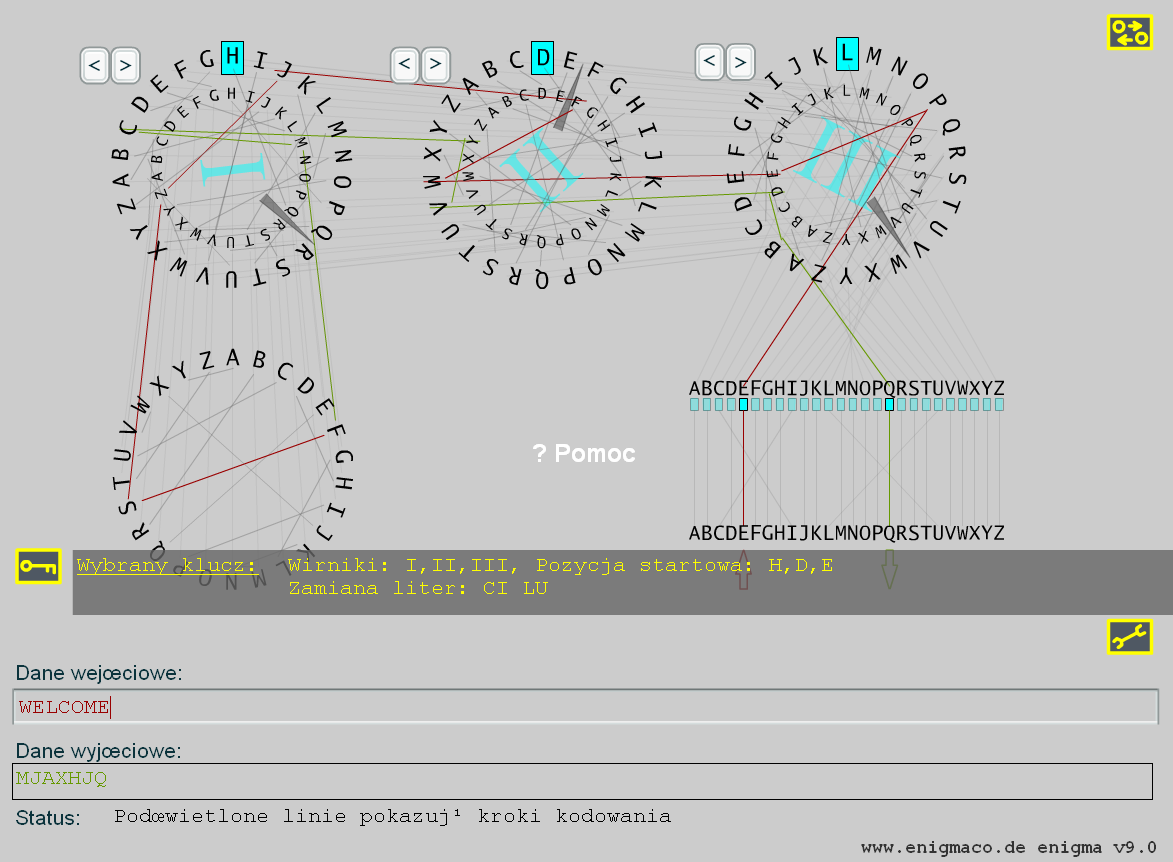 < > H
< > D
< > L
I
II
III
A B C D E F G H I J K L M N O P Q R S T U V W X Y Z
A B C D E F G H I J K L M N O P Q R S T U V W X Y Z
A B C D E F G H I J K L M N O P Q R S T U V W X Y Z
ABCDEFGHIJKLMNOPQRSTUVWXYZ
? Pomoc
ABCDEFGHIJKLMNOPQRSTUVWXYZ
Wybrany klucz: Wirniki: I,II,III, Pozycja startowa: H,D,E
Zamiana liter: CI LU
Dane wejœciowe:
WELCOME
Dane wyjœciowe:
MJAXHJQ
Status: Podœwietlone linie pokazuj¹ kroki kodowania
www.enigmaco.de enigma v9.0